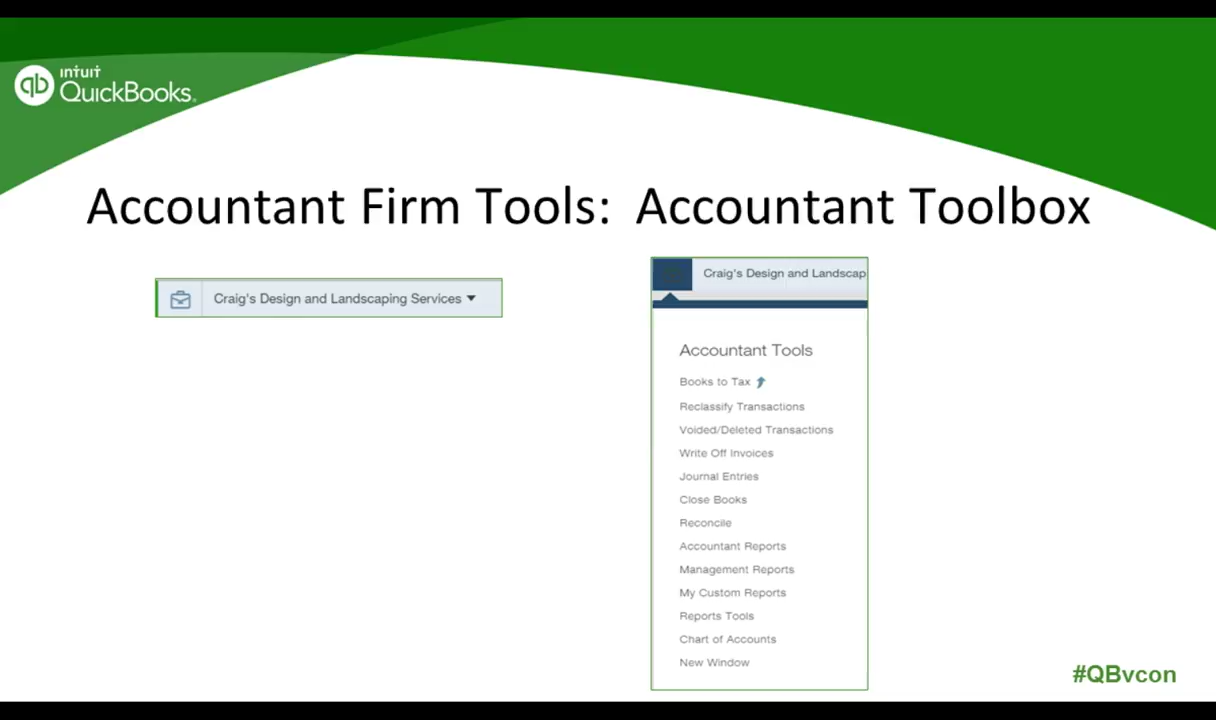 intuit
QuickBooks.
Accountant Firm Tools: Accountant Toolbox
Craig's Design and Landscaping Services
Craig's Design and Landscap
Accountant Tools
Books to Tax
Reclassify Transactions
Voided/Deleted Transactions
Write Off Invoices
Journal Entries
Close Books
Reconcile
Accountant Reports
Management Reports
My Custom Reports
Reports Tools
Chart of Accounts
New Window
#QBvcon